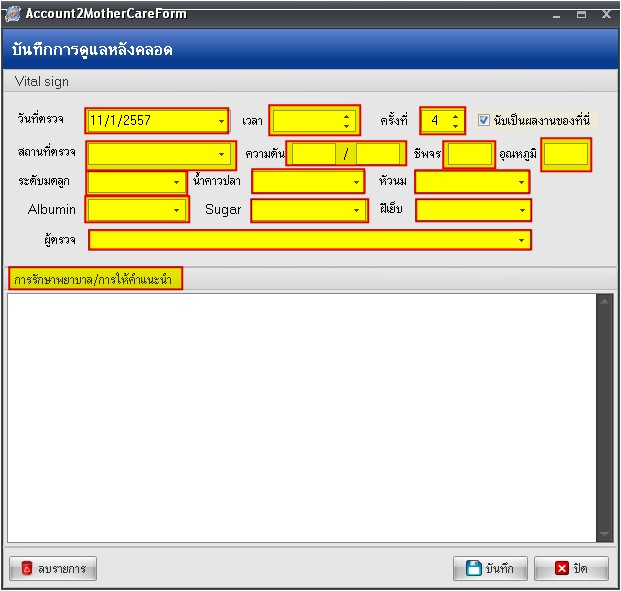 Account2MotherCareForm
บันทึกการดูแลหลังคลอด
Vital sign
วันที่ตรวจ 11/1/2557 เวลา ครั้งที่ 4 นับเป็นผลงานของที่นี่
สถานที่ตรวจ ความดัน / ชีพจร อุณหภูมิ
ระดับมดลูก น้ำคาวปลา หัวนม
Albumin Sugar ฝีเย็บ
ผู้ตรวจ
การรักษาพยาบาล/การให้คำแนะนำ
ลบรายการ บันทึก ปิด